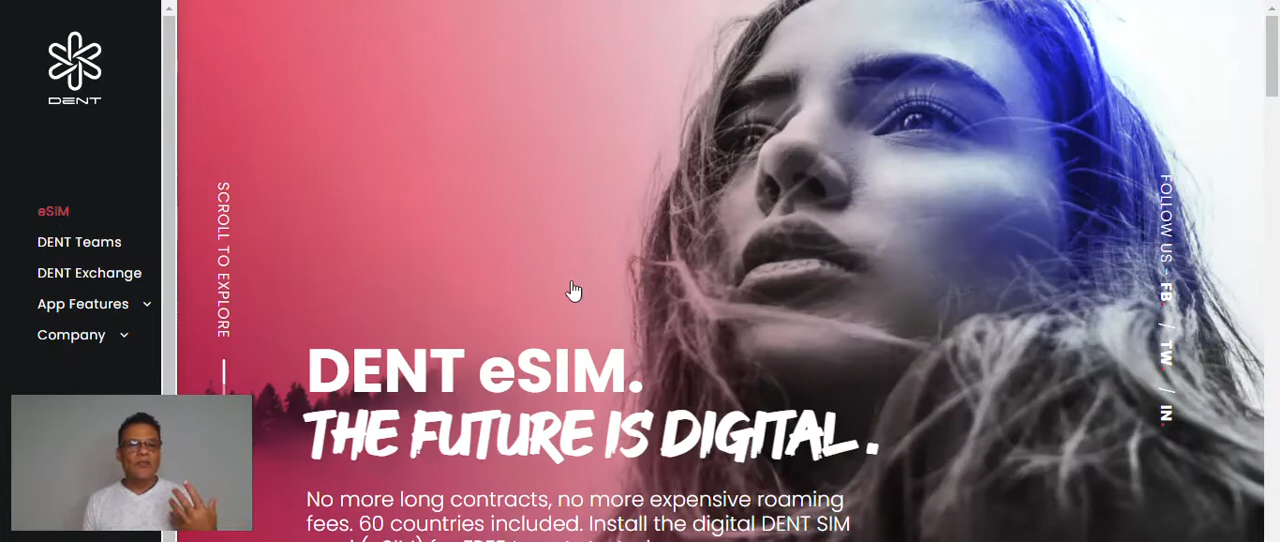 DENT
eSIM
DENT Teams
DENT Exchange
App Features
Company
SCROLL TO EXPLORE
DENT eSIM.
THE FUTURE IS DIGITAL.
No more long contracts, no more expensive roaming
fees. 60 countries included. Install the digital DENT SIM
FOLLOW US - FB. / TW. / IN.